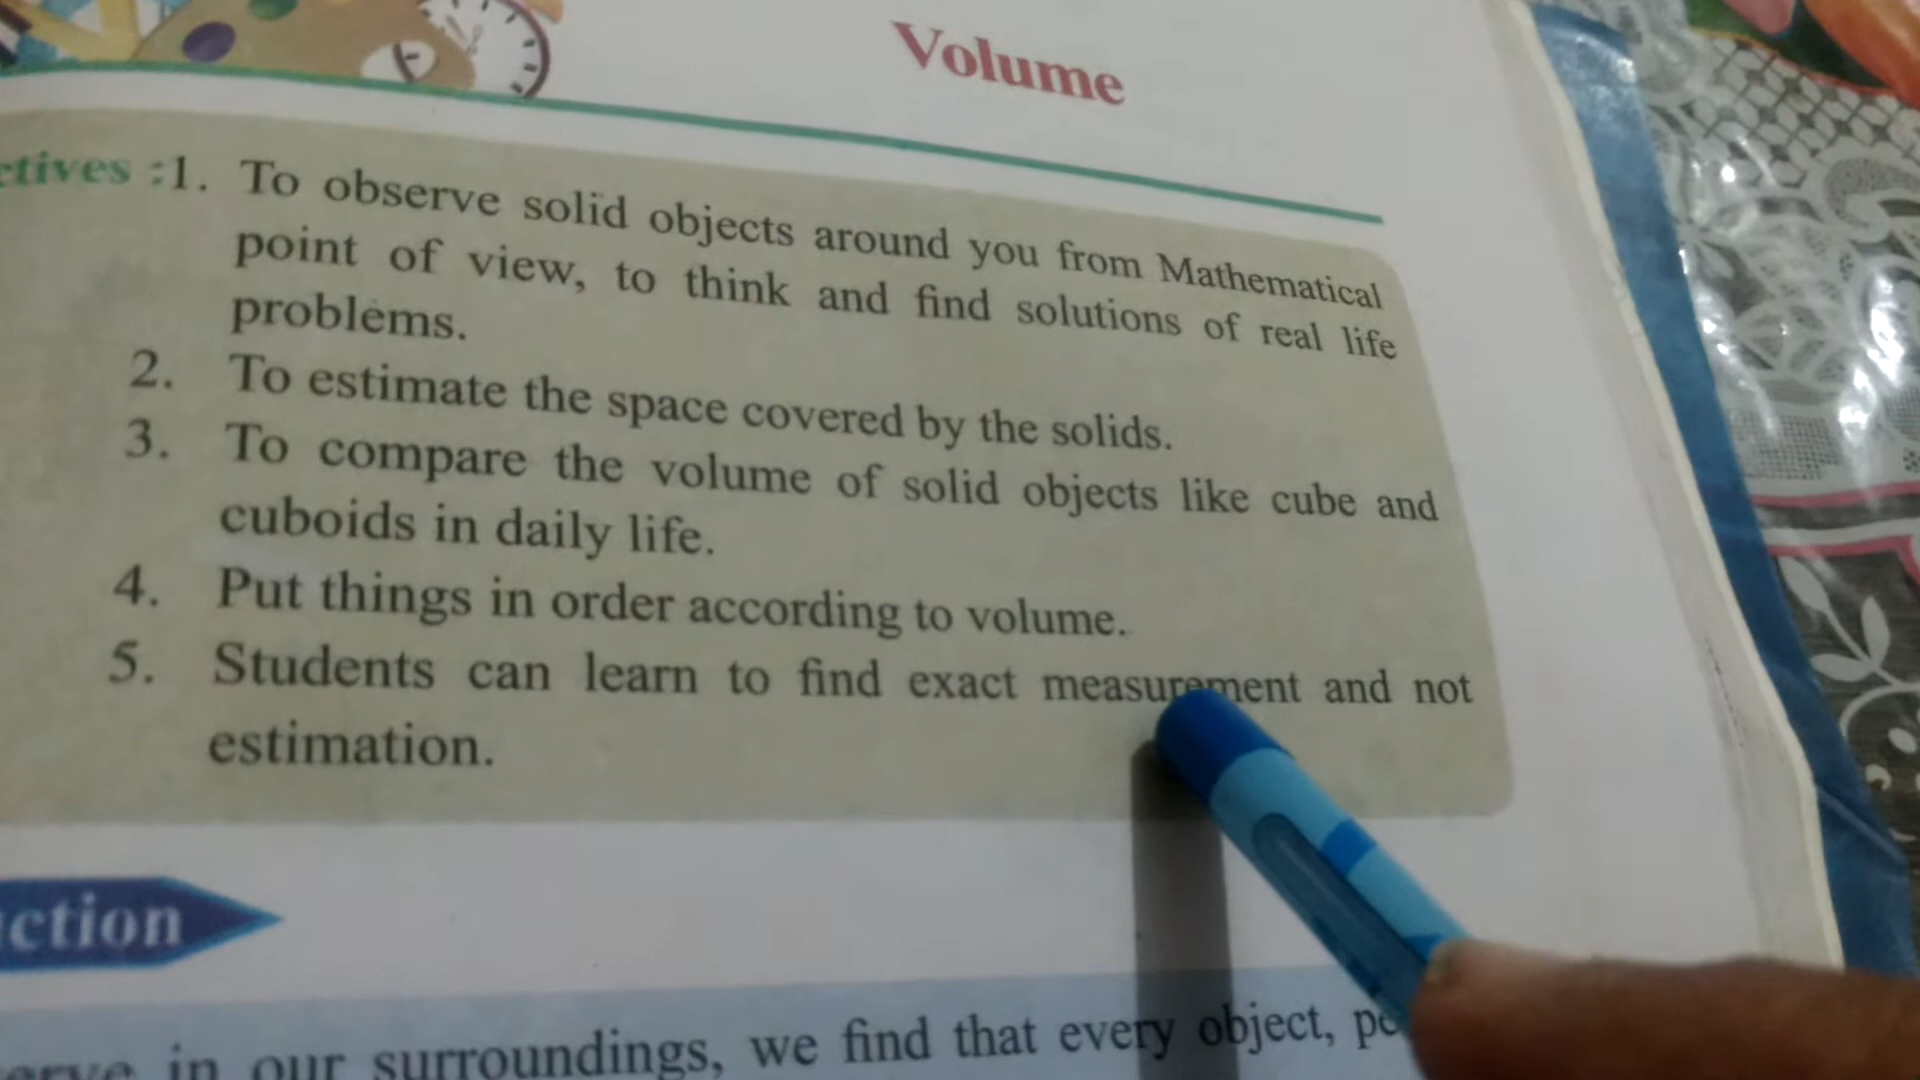 Volume
ctives :1. To observe solid objects around you from Mathematical
point of view, to think and find solutions of real life
problems.
2. To estimate the space covered by the solids.
3. To compare the volume of solid objects like cube and
cuboids in daily life.
4. Put things in order according to volume.
5. Students can learn to find exact measurement and not
estimation.
ction
in our surroundings, we find that every object,